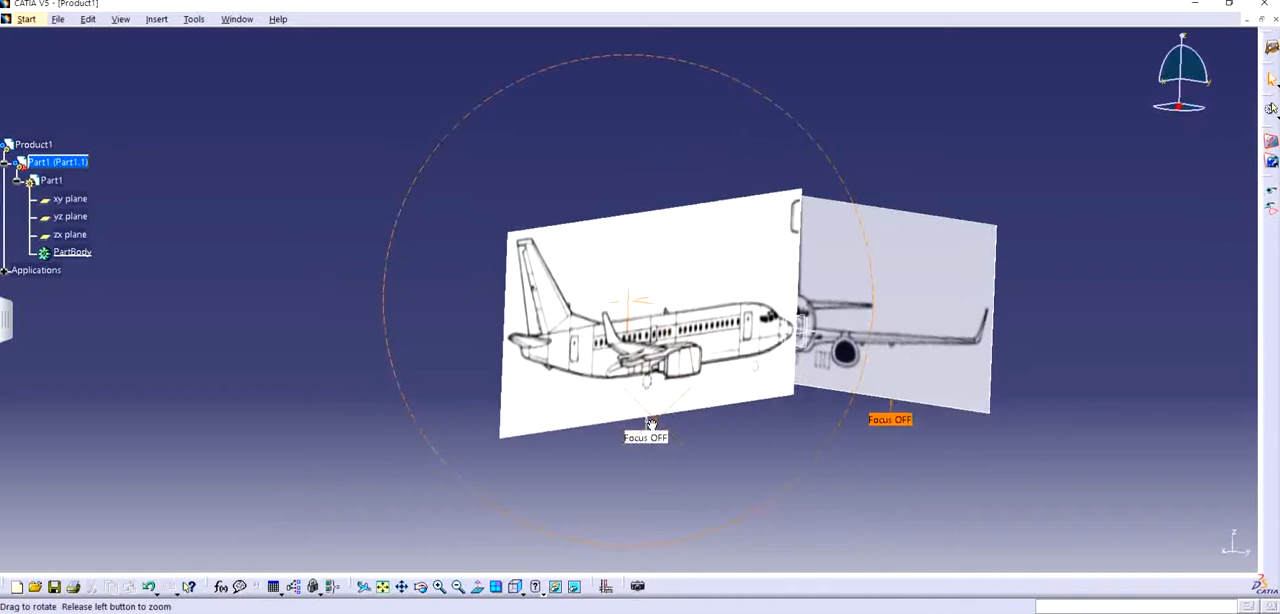 CATIA V5 - [Product1]
Start File Edit View Insert Tools Window Help
Product1
Part1 (Part1.1)
Part1
xy plane
yz plane
zx plane
PartBody
Applications
Focus OFF
Focus OFF
z
x y
f(x)
Drag to rotate Release left button to zoom
CATIA